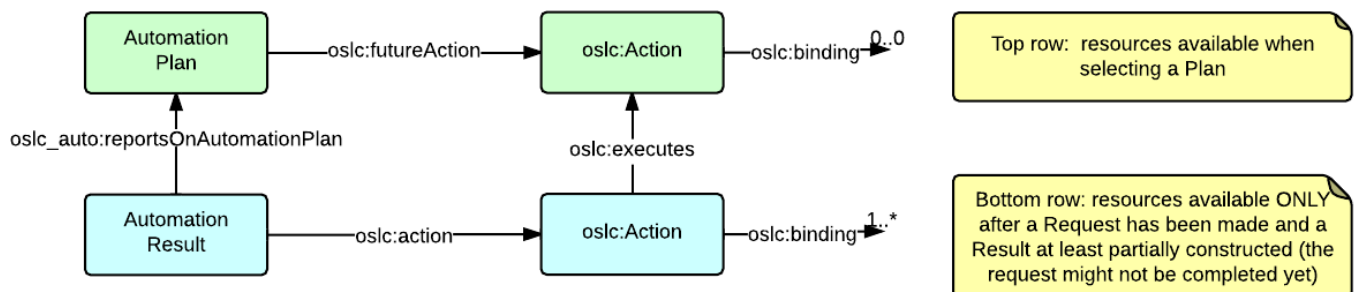 Automation
Plan
oslc:futureAction
oslc:Action
oslc:binding
0..0
Top row:  resources available when
selecting a Plan
oslc_auto:reportsOnAutomationPlan
oslc:executes
Automation
Result
oslc:action
oslc:Action
oslc:binding
1..*
Bottom row: resources available ONLY
after a Request has been made and a
Result at least partially constructed (the
request might not be completed yet)